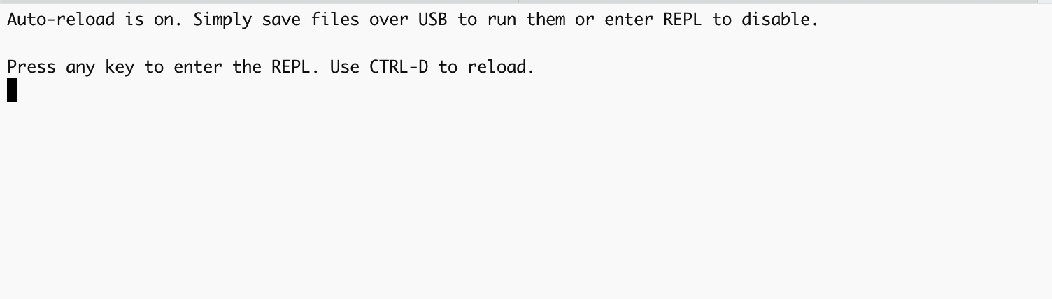 Auto-reload is on. Simply save files over USB to run them or enter REPL to disable.
Press any key to enter the REPL. Use CTRL-D to reload.